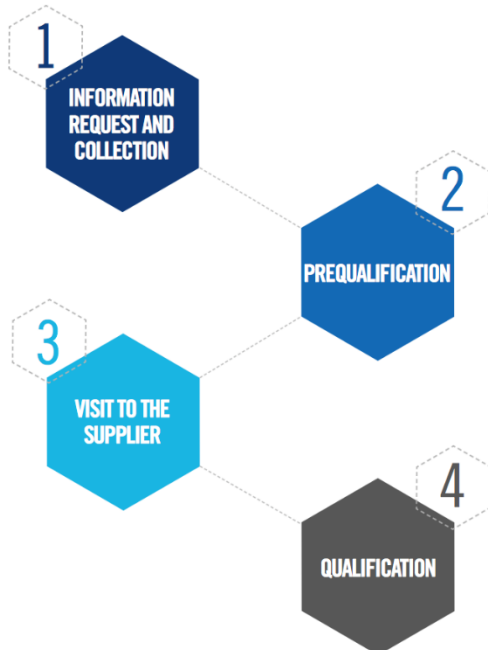 1
INFORMATION
REQUEST AND
COLLECTION
2
PREQUALIFICATION
3
VISIT TO THE
SUPPLIER
4
QUALIFICATION